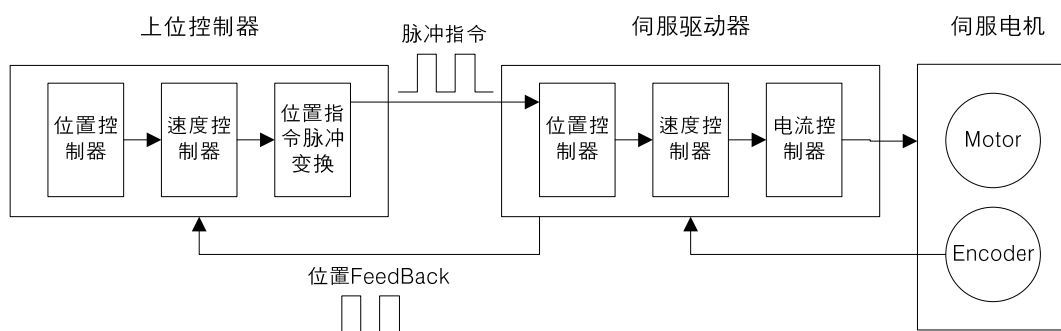 上位控制器
脉冲指令
伺服驱动器
伺服电机
位置控
制器
速度控
制器
位置指
令脉冲
变换
位置控
制器
速度控
制器
电流控
制器
Motor
Encoder
位置FeedBack